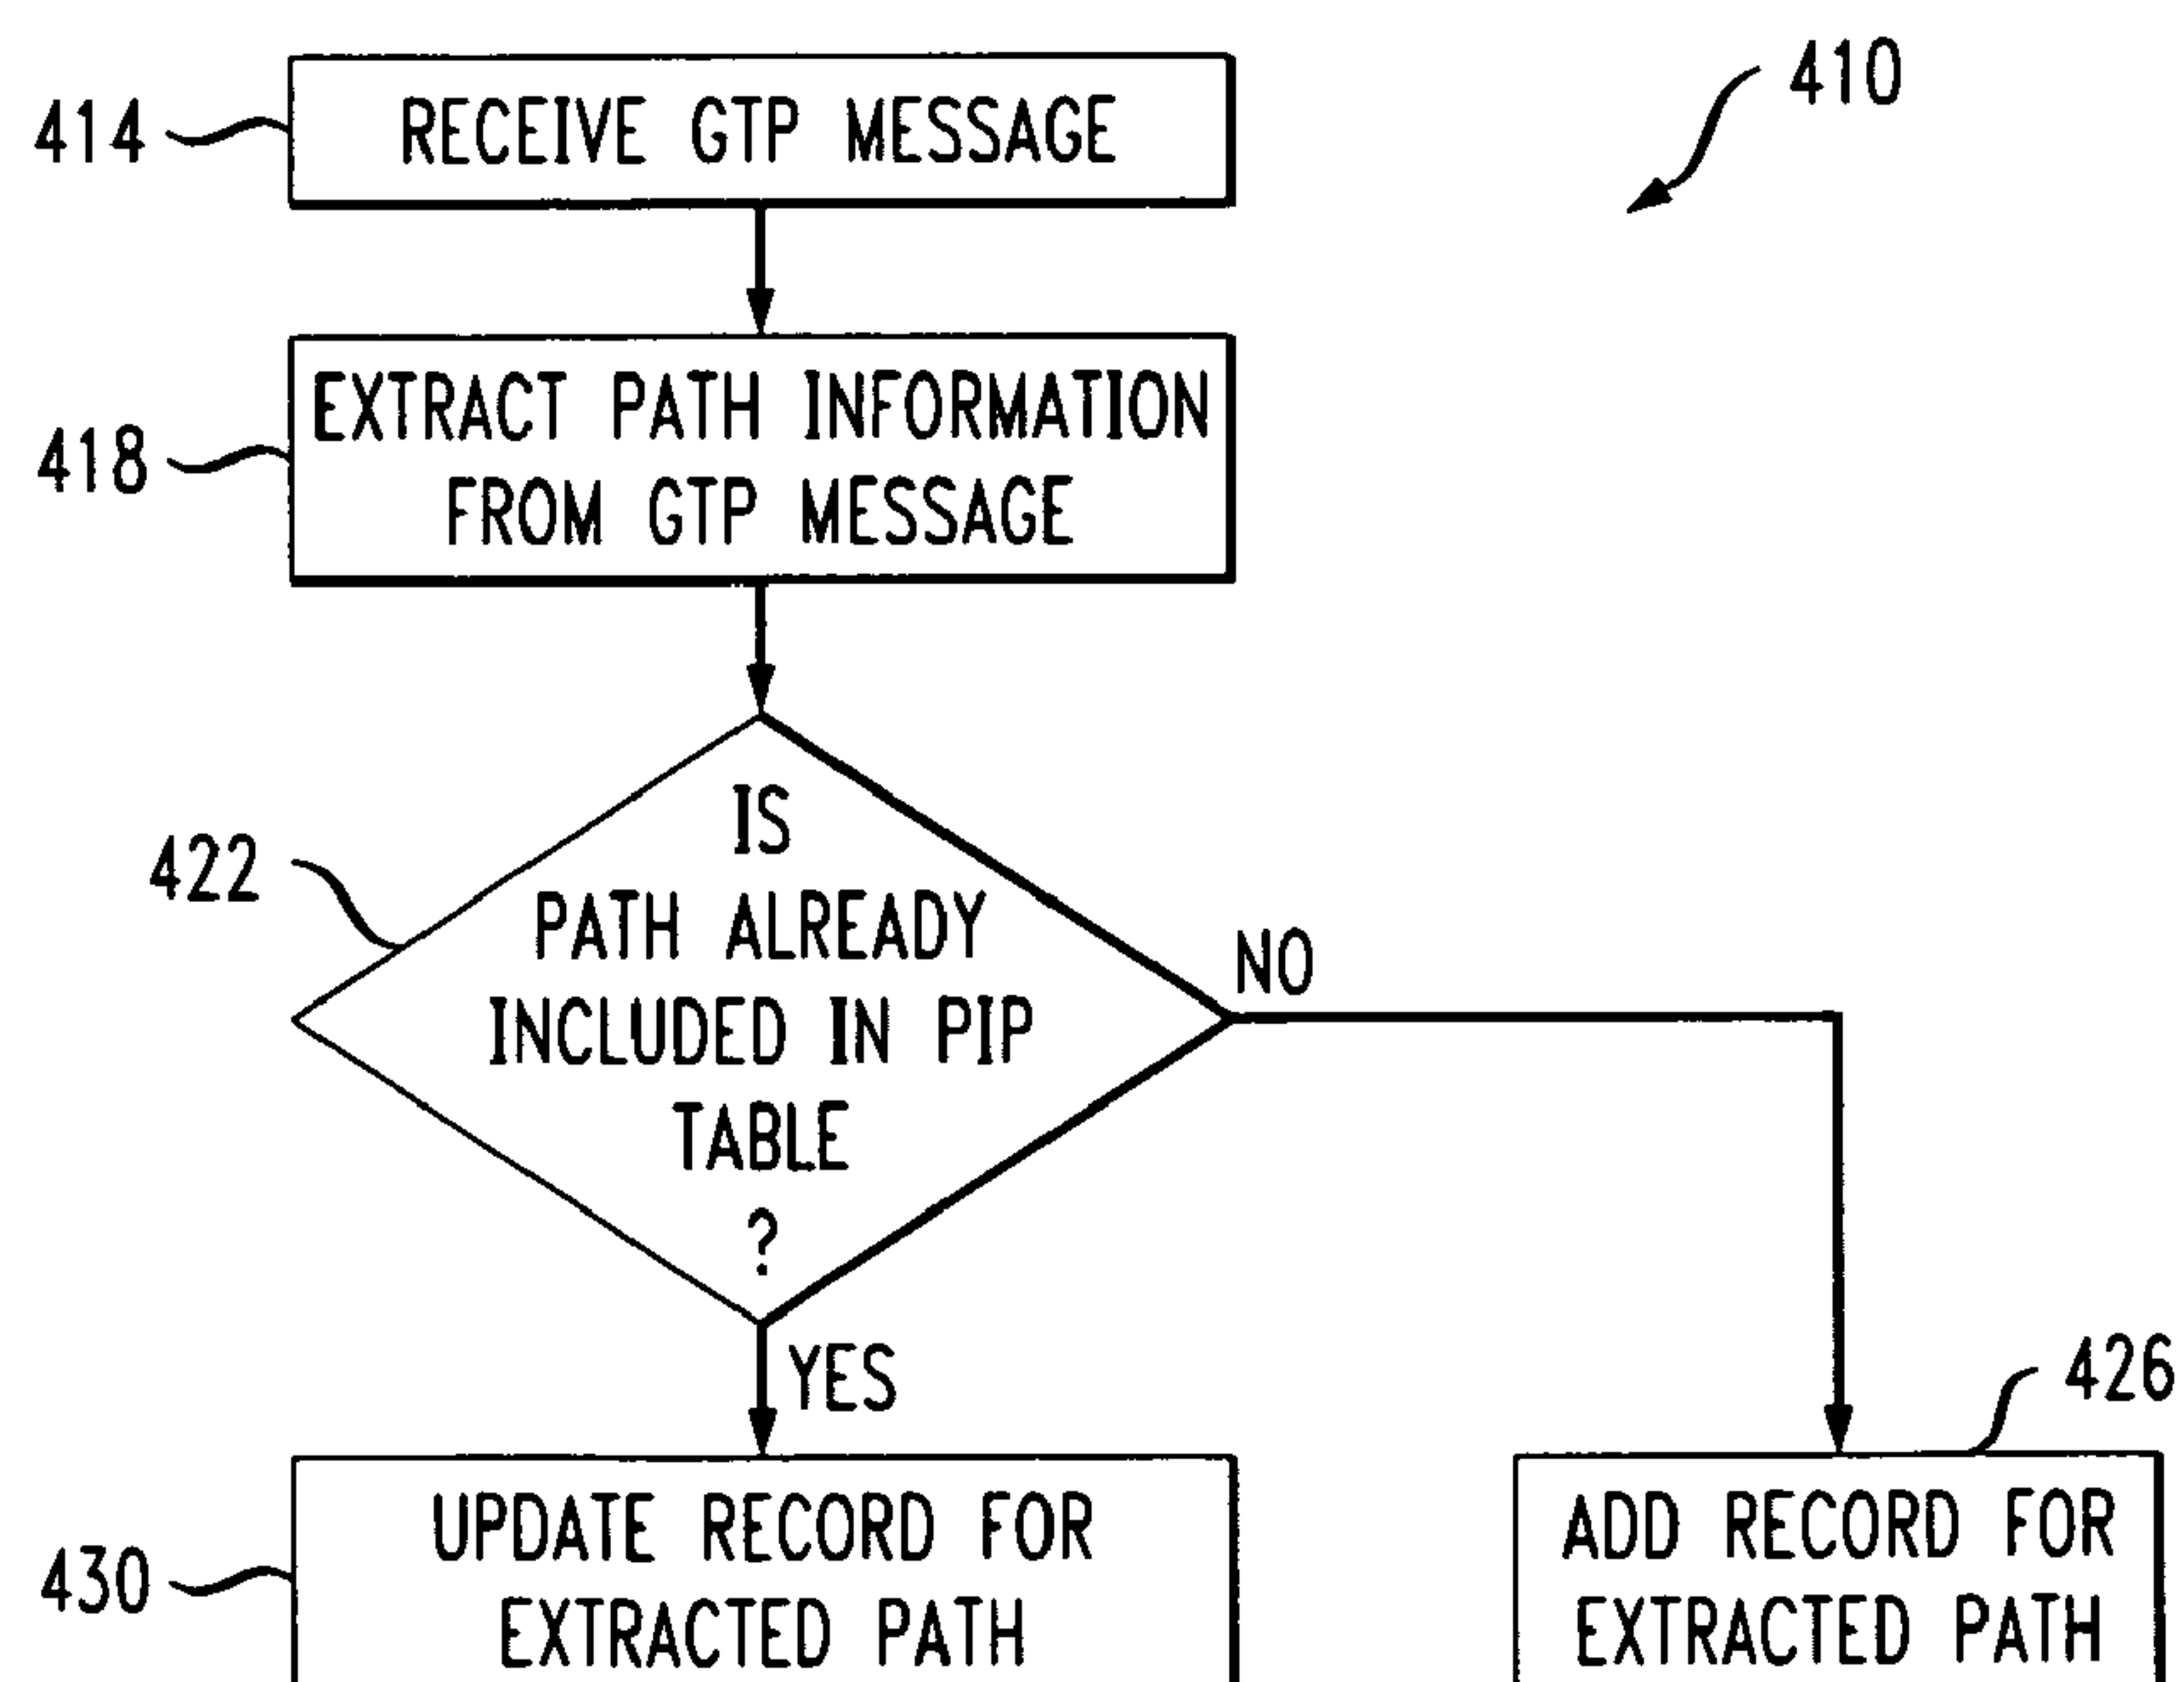 410
414
RECEIVE GTP MESSAGE
418
EXTRACT PATH INFORMATION
FROM GTP MESSAGE
422
IS
PATH ALREADY
INCLUDED IN PIP
TABLE
?
NO
YES
426
430
UPDATE RECORD FOR
EXTRACTED PATH
ADD RECORD FOR
EXTRACTED PATH